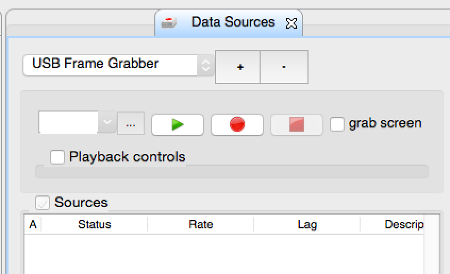 Data Sources
USB Frame Grabber
+ -
... grab screen
Playback controls
Sources
A Status Rate Lag Descrip